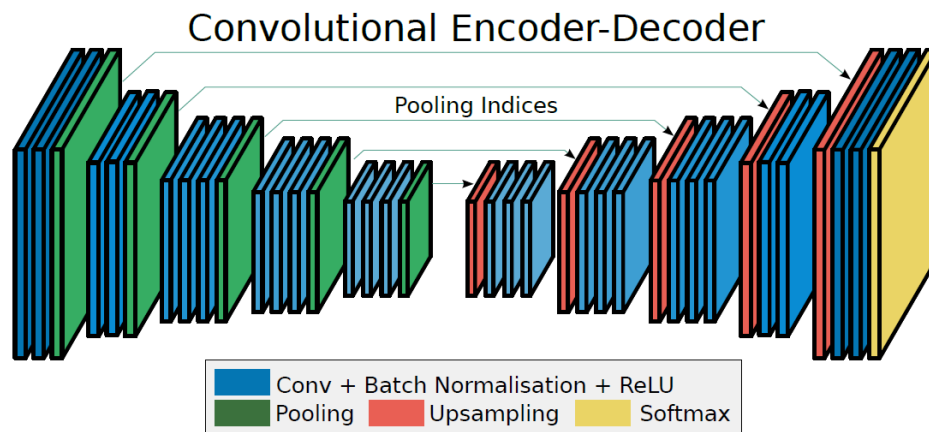 Convolutional Encoder-Decoder
Pooling Indices
Conv + Batch Normalisation + ReLU
Pooling Upsampling Softmax